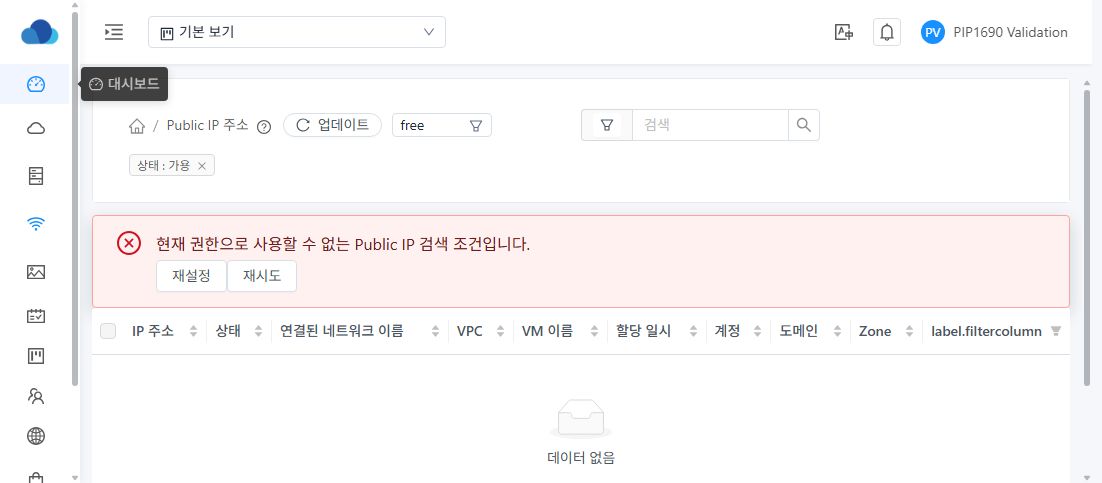 기본 보기
PV PIP1690 Validation
대시보드
/ Public IP 주소 업데이트 free 검색
상태 : 가용
현재 권한으로 사용할 수 없는 Public IP 검색 조건입니다.
재설정 재시도
IP 주소 상태 연결된 네트워크 이름 VPC VM 이름 할당 일시 계정 도메인 Zone label.filtercolumn
데이터 없음